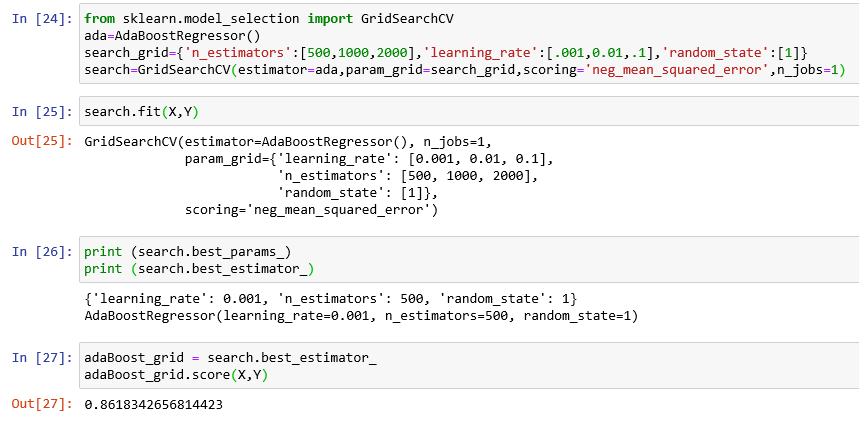 In [24]: from sklearn.model_selection import GridSearchCV
ada=AdaBoostRegressor()
search_grid={'n_estimators':[500,1000,2000],'learning_rate':[.001,0.01,.1],'random_state':[1]}
search=GridSearchCV(estimator=ada,param_grid=search_grid,scoring='neg_mean_squared_error',n_jobs=1)
In [25]: search.fit(X,Y)
Out[25]: GridSearchCV(estimator=AdaBoostRegressor(), n_jobs=1,
param_grid={'learning_rate': [0.001, 0.01, 0.1],
'n_estimators': [500, 1000, 2000],
'random_state': [1]},
scoring='neg_mean_squared_error')
In [26]: print (search.best_params_)
print (search.best_estimator_)
{'learning_rate': 0.001, 'n_estimators': 500, 'random_state': 1}
AdaBoostRegressor(learning_rate=0.001, n_estimators=500, random_state=1)
In [27]: adaBoost_grid = search.best_estimator_
adaBoost_grid.score(X,Y)
Out[27]: 0.8618342656814423